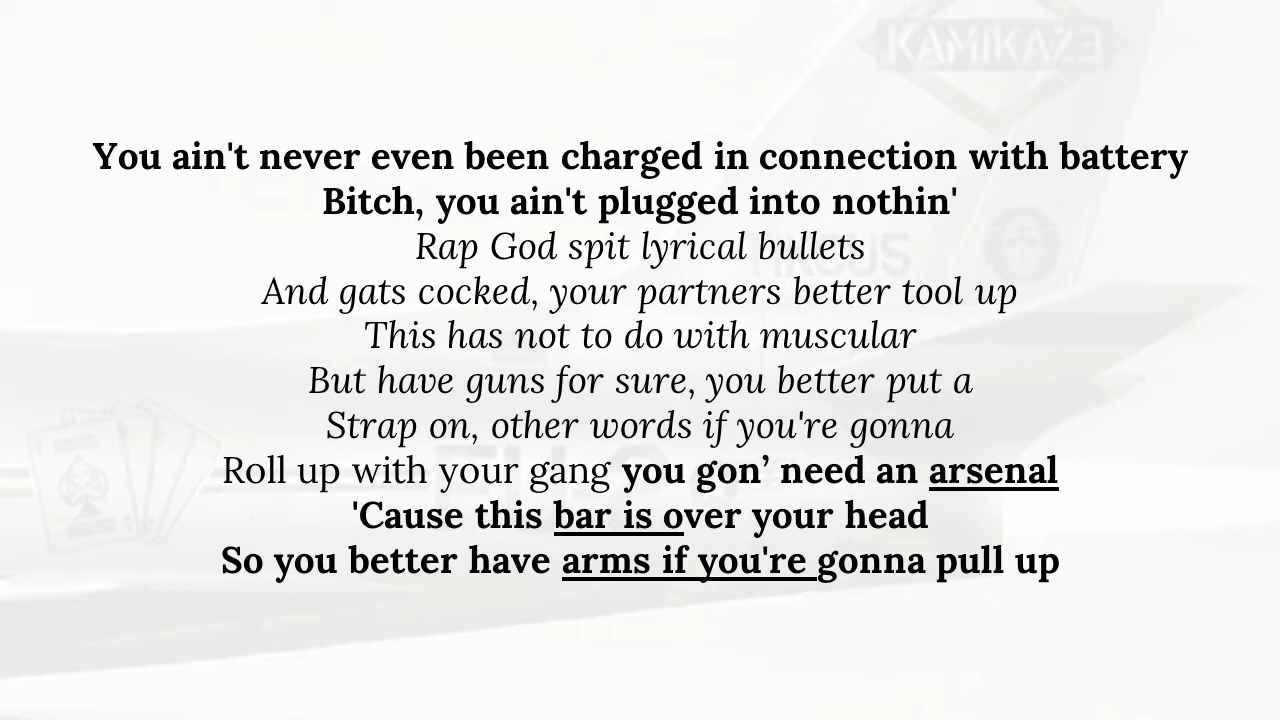 KAMIKAZE
You ain't never even been charged in connection with battery
Bitch, you ain't plugged into nothin'
Rap God spit lyrical bullets
And gats cocked, your partners better tool up
This has not to do with muscular
But have guns for sure, you better put a
Strap on, other words if you're gonna
Roll up with your gang you gon’ need an arsenal
'Cause this bar is over your head
So you better have arms if you're gonna pull up